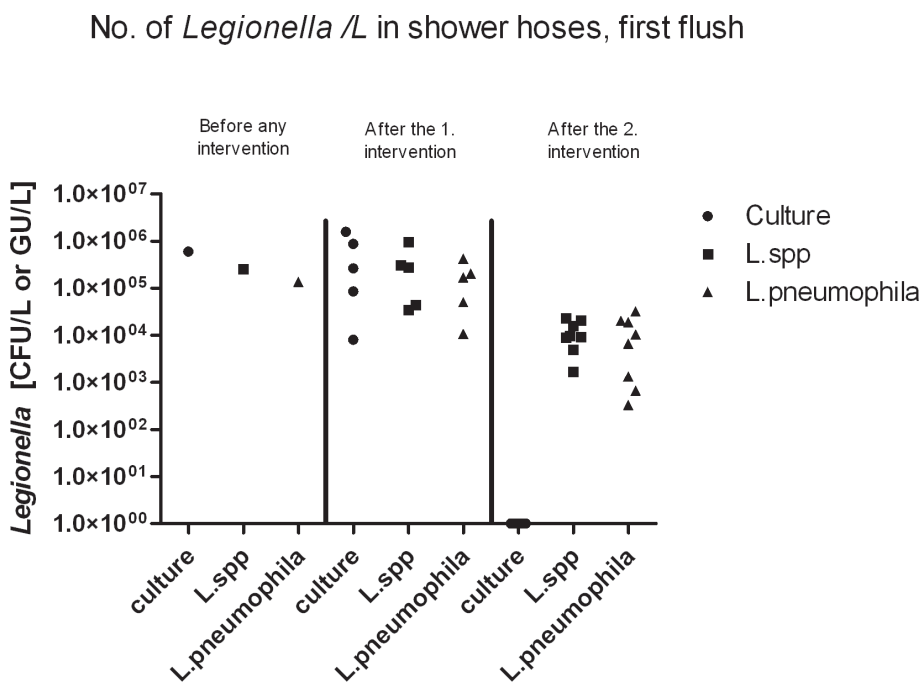 No. of Legionella /L in shower hoses, first flush
Before any
intervention
After the 1.
intervention
After the 2.
intervention
Legionella [CFU/L or GU/L]
1.0×10⁰⁷
1.0×10⁰⁶
1.0×10⁰⁵
1.0×10⁰⁴
1.0×10⁰³
1.0×10⁰²
1.0×10⁰¹
1.0×10⁰⁰
culture
L.spp
L.pneumophila
culture
L.spp
L.pneumophila
culture
L.spp
L.pneumophila
Culture
L.spp
L.pneumophila